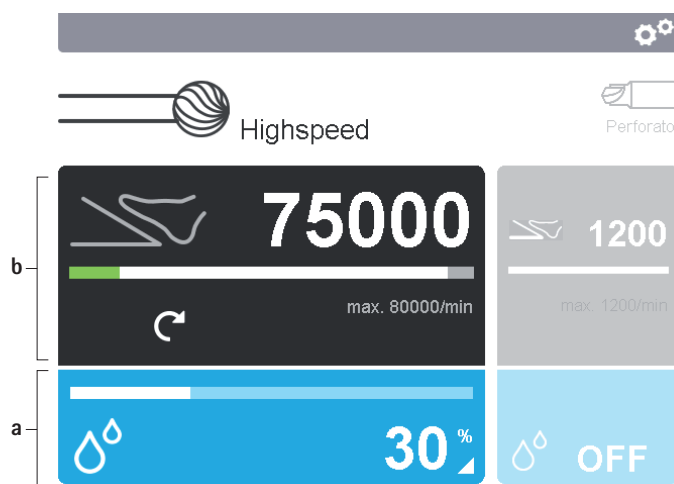 Highspeed
Perforato
b
75000
1200
max. 80000/min
max. 1200/min
a
30 %
OFF